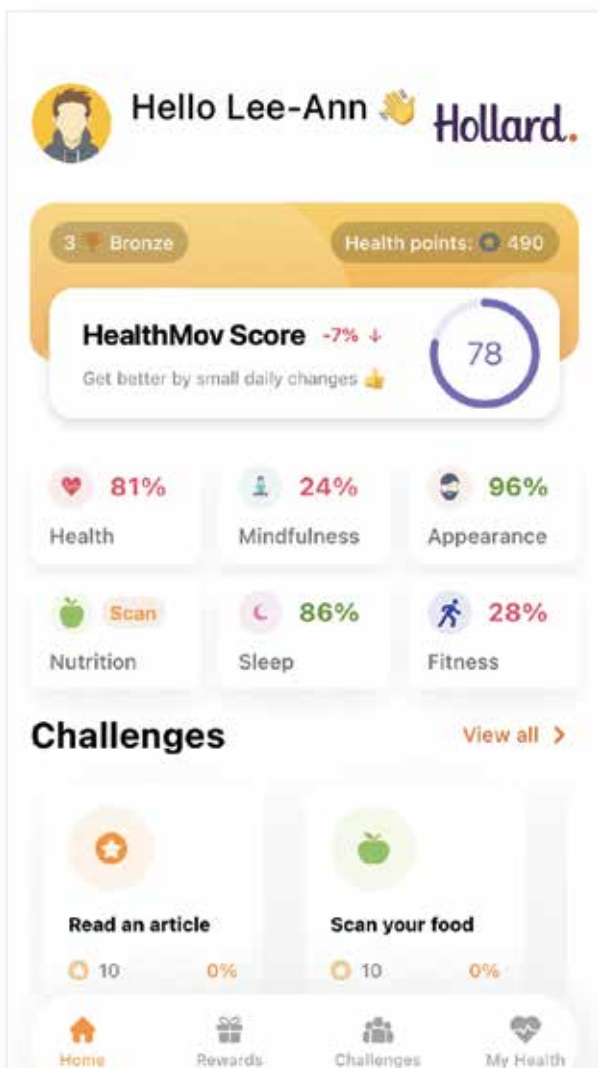 Hello Lee-Ann 👋
Hollard.
3 🏆 Bronze
Health points: 490
HealthMov Score -7% ↓
78
Get better by small daily changes 👍
81% 24% 96%
Health Mindfulness Appearance
Scan 86% 28%
Nutrition Sleep Fitness
Challenges View all >
Read an article Scan your food
10 0% 10 0%
Home Rewards Challenges My Health